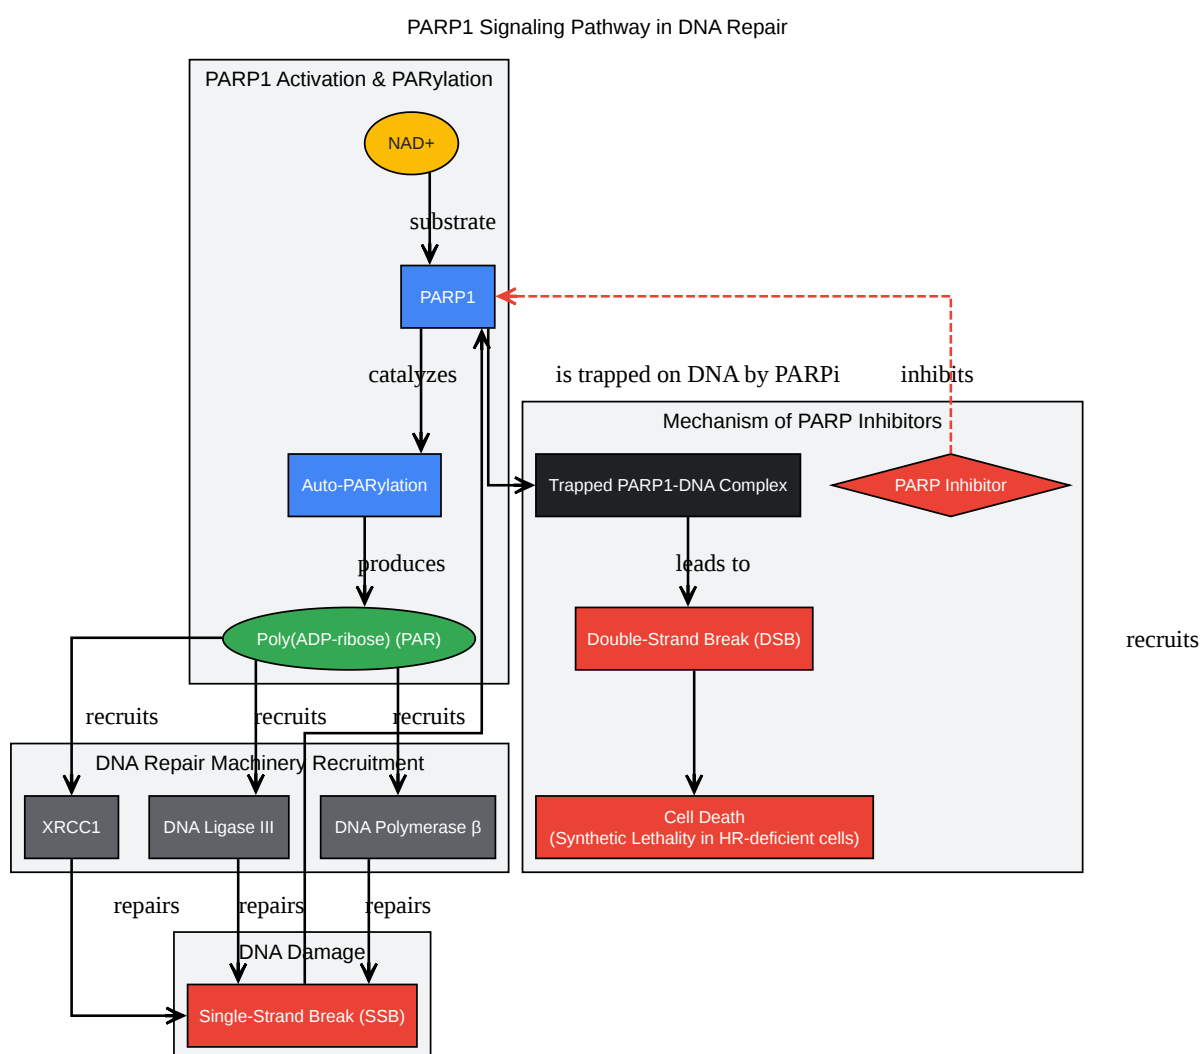 PARP1 Signaling Pathway in DNA Repair
PARP1 Activation & PARylation
NAD+
substrate
PARP1
catalyzes
is trapped on DNA by PARPi
inhibits
Mechanism of PARP Inhibitors
Auto-PARylation
Trapped PARP1-DNA Complex
PARP Inhibitor
produces
leads to
Poly(ADP-ribose) (PAR)
Double-Strand Break (DSB)
recruits
recruits
recruits
recruits
DNA Repair Machinery Recruitment
XRCC1
DNA Ligase III
DNA Polymerase β
Cell Death
(Synthetic Lethality in HR-deficient cells)
repairs
repairs
repairs
DNA Damage
Single-Strand Break (SSB)